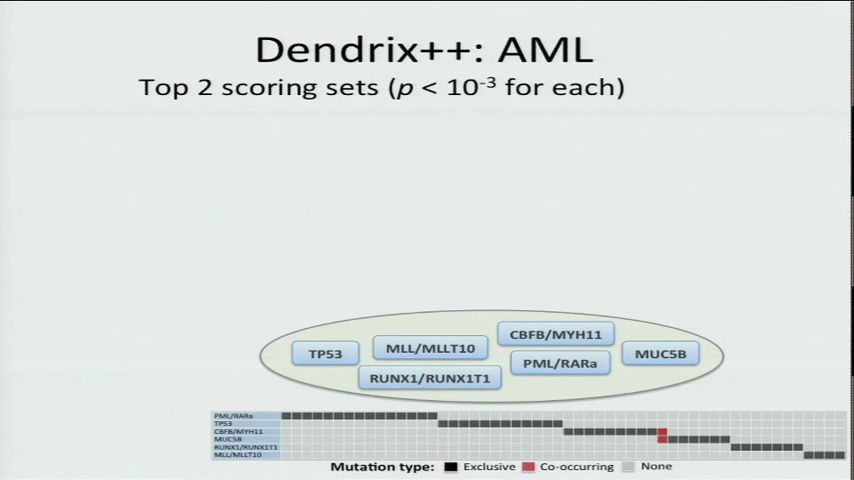 Dendrix++: AML
Top 2 scoring sets (p < 10-3 for each)
CBFB/MYH11
TP53
MLL/MLLT10
MUC5B
PML/RARa
RUNX1/RUNX1T1
PML/RARa
TP53
CBFB/MYH11
MUC5B
RUNX1/RUNX1T1
MLL/MLLT10
Mutation type: Exclusive Co-occurring None